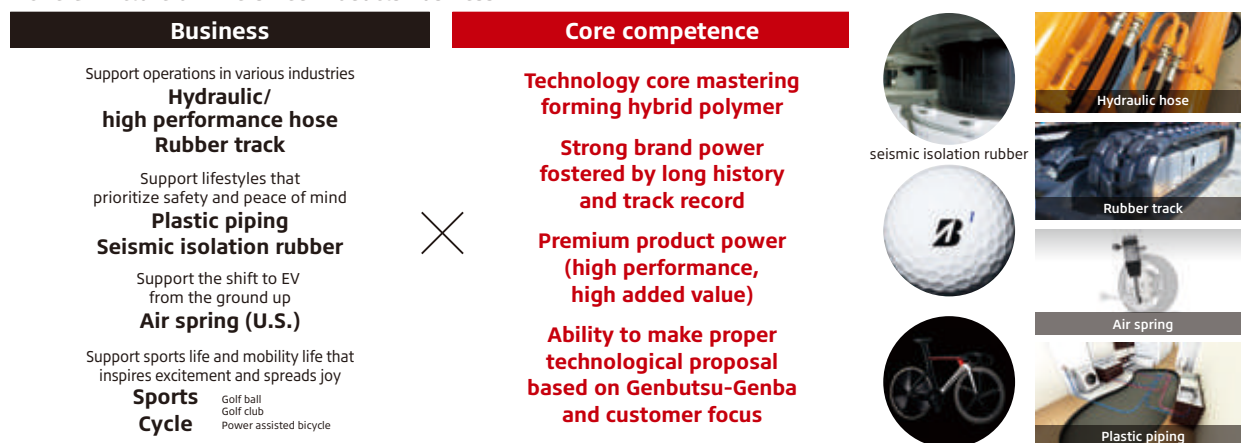 Business
Support operations in various industries
Hydraulic/
high performance hose
Rubber track
Support lifestyles that
prioritize safety and peace of mind
Plastic piping
Seismic isolation rubber
Support the shift to EV
from the ground up
Air spring (U.S.)
Support sports life and mobility life that
inspires excitement and spreads joy
Sports
Golf ball
Golf club
Cycle
Power assisted bicycle
Core competence
Technology core mastering
forming hybrid polymer
Strong brand power
fostered by long history
and track record
Premium product power
(high performance,
high added value)
Ability to make proper
technological proposal
based on Genbutsu-Genba
and customer focus
seismic isolation rubber
B
Hydraulic hose
Rubber track
Air spring
Plastic piping